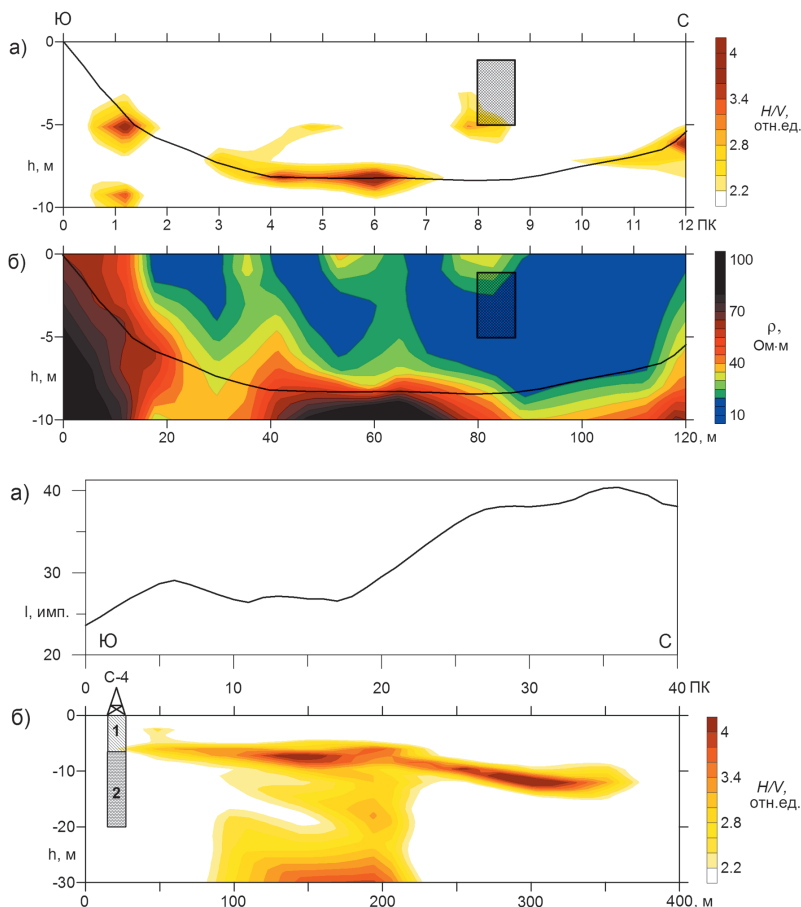 Ю С
а)
0
-5
h, м
-10
0 1 2 3 4 5 6 7 8 9 10 11 12 ПК
4
3.4
2.8
2.2
H/V,
отн.ед.
б)
0
-5
h, м
-10
0 20 40 60 80 100 120, м
100
70
40
10
ρ,
Ом·м
а)
40
30
I, имп.
20
Ю С
0 10 20 30 40 ПК
С-4
б)
0
-10
-20
h, м
-30
1
2
0 100 200 300 400, м
4
3.4
2.8
2.2
H/V,
отн.ед.